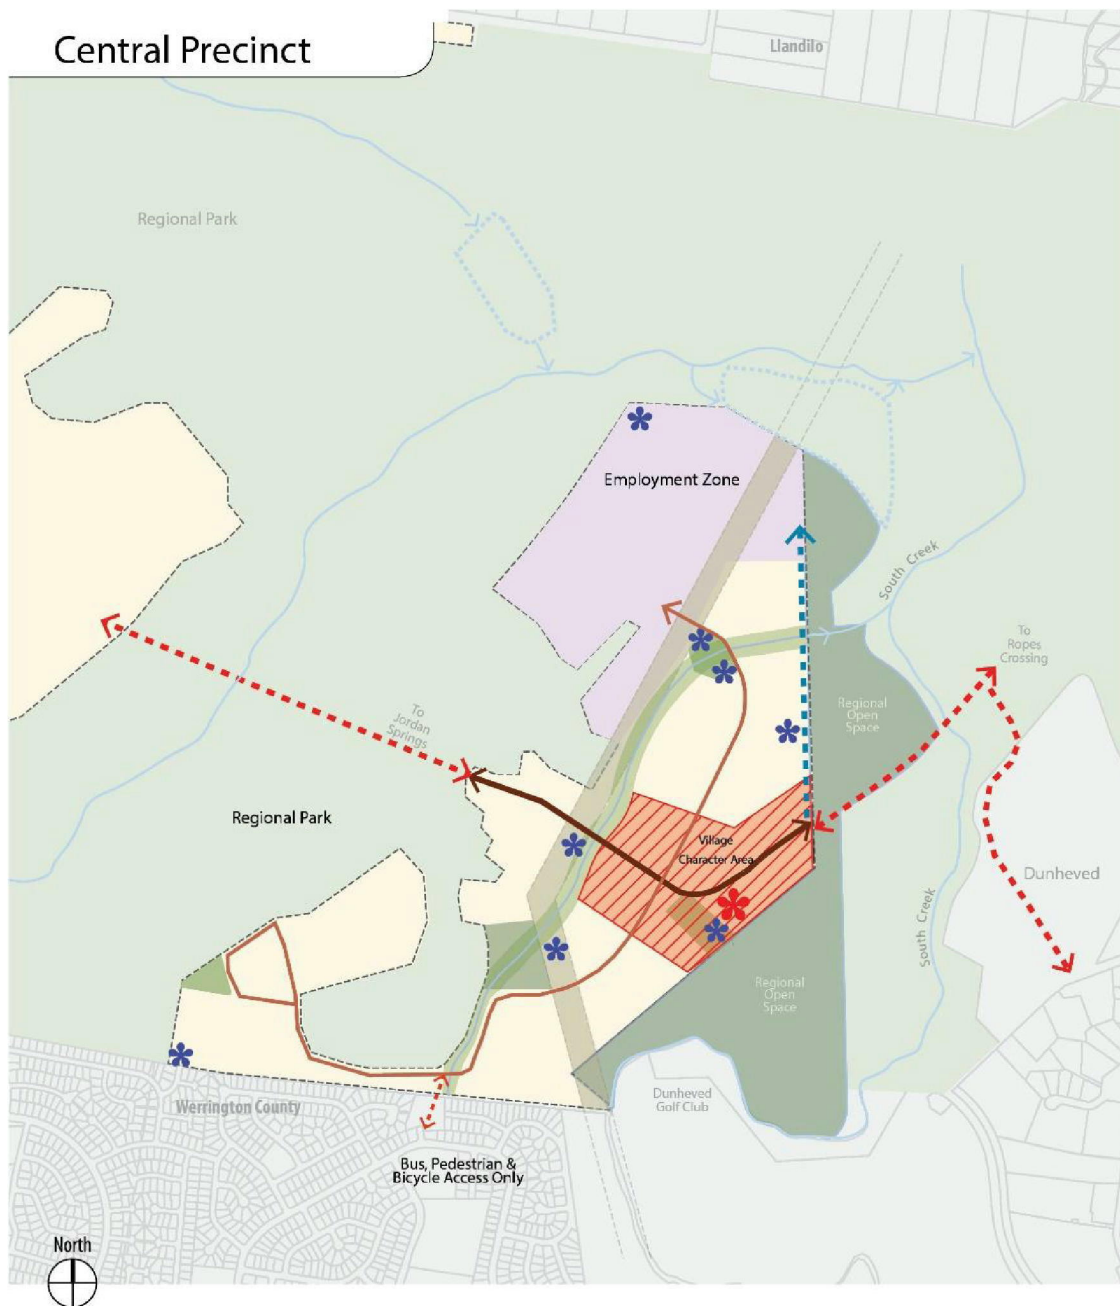 Central Precinct
Llandilo
Regional Park
Employment Zone
South Creek
To
Ropes
Crossing
To
Jordan
Springs
Regional
Open
Space
Regional Park
Village
Character Area
Dunheved
South Creek
Regional
Open
Space
Dunheved
Golf Club
Werrington County
Bus, Pedestrian &
Bicycle Access Only
North